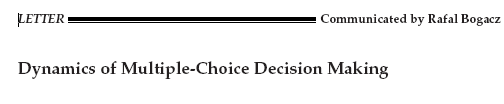 LETTER Communicated by Rafal Bogacz
Dynamics of Multiple-Choice Decision Making